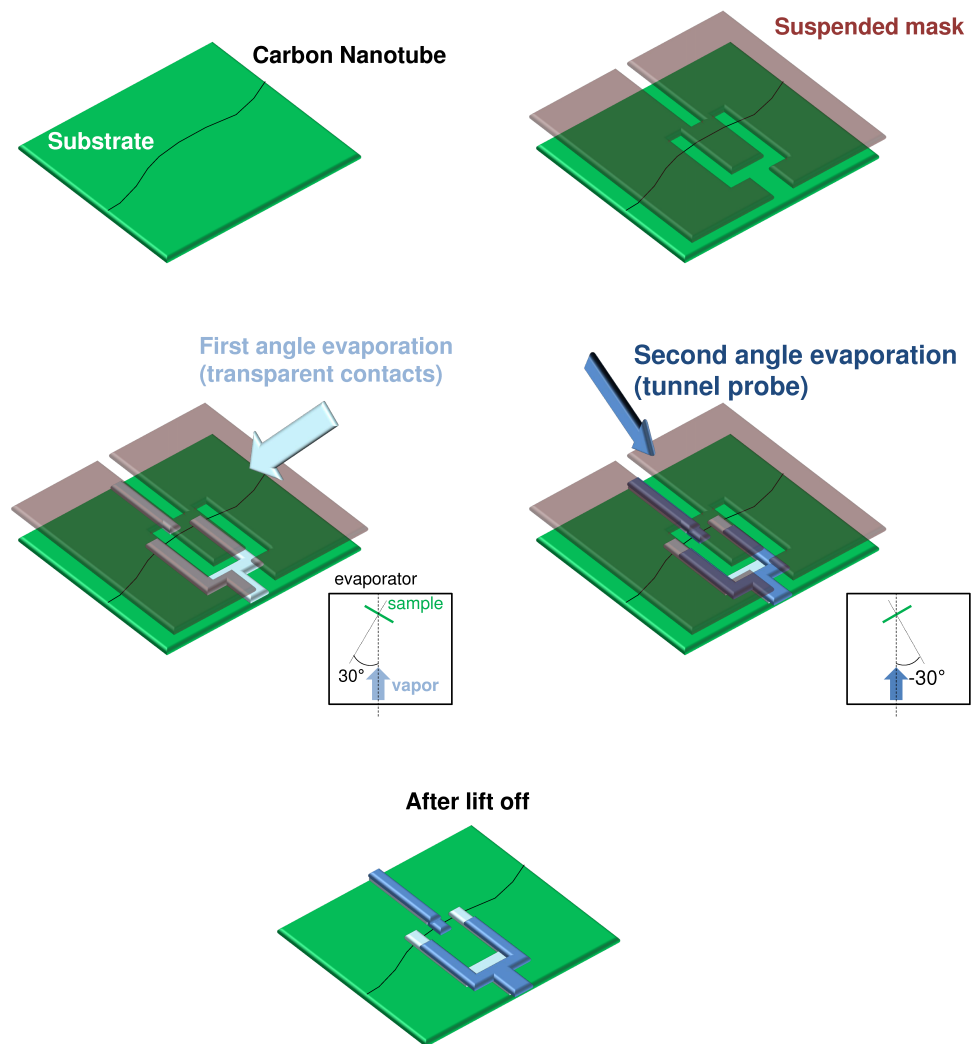 Carbon Nanotube
Substrate
Suspended mask
First angle evaporation
(transparent contacts)
evaporator
sample
30°
vapor
Second angle evaporation
(tunnel probe)
-30°
After lift off